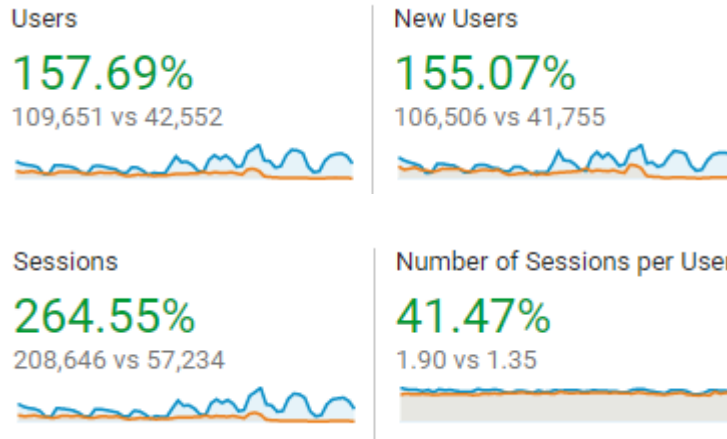 Users
157.69%
109,651 vs 42,552
New Users
155.07%
106,506 vs 41,755
Sessions
264.55%
208,646 vs 57,234
Number of Sessions per User
41.47%
1.90 vs 1.35